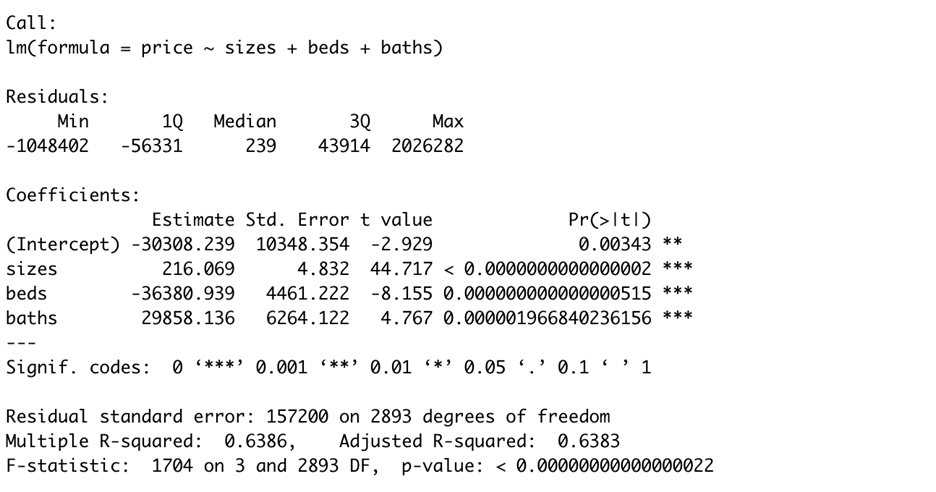 Call:
lm(formula = price ~ sizes + beds + baths)
Residuals:
Min 1Q Median 3Q Max
-1048402 -56331 239 43914 2026282
Coefficients:
Estimate Std. Error t value Pr(>|t|)
(Intercept) -30308.239 10348.354 -2.929 0.00343 **
sizes 216.069 4.832 44.717 < 0.0000000000000002 ***
beds -36380.939 4461.222 -8.155 0.000000000000000515 ***
baths 29858.136 6264.122 4.767 0.000001966840236156 ***
---
Signif. codes: 0 ‘***’ 0.001 ‘**’ 0.01 ‘*’ 0.05 ‘.’ 0.1 ‘ ’ 1
Residual standard error: 157200 on 2893 degrees of freedom
Multiple R-squared: 0.6386, Adjusted R-squared: 0.6383
F-statistic: 1704 on 3 and 2893 DF, p-value: < 0.00000000000000022